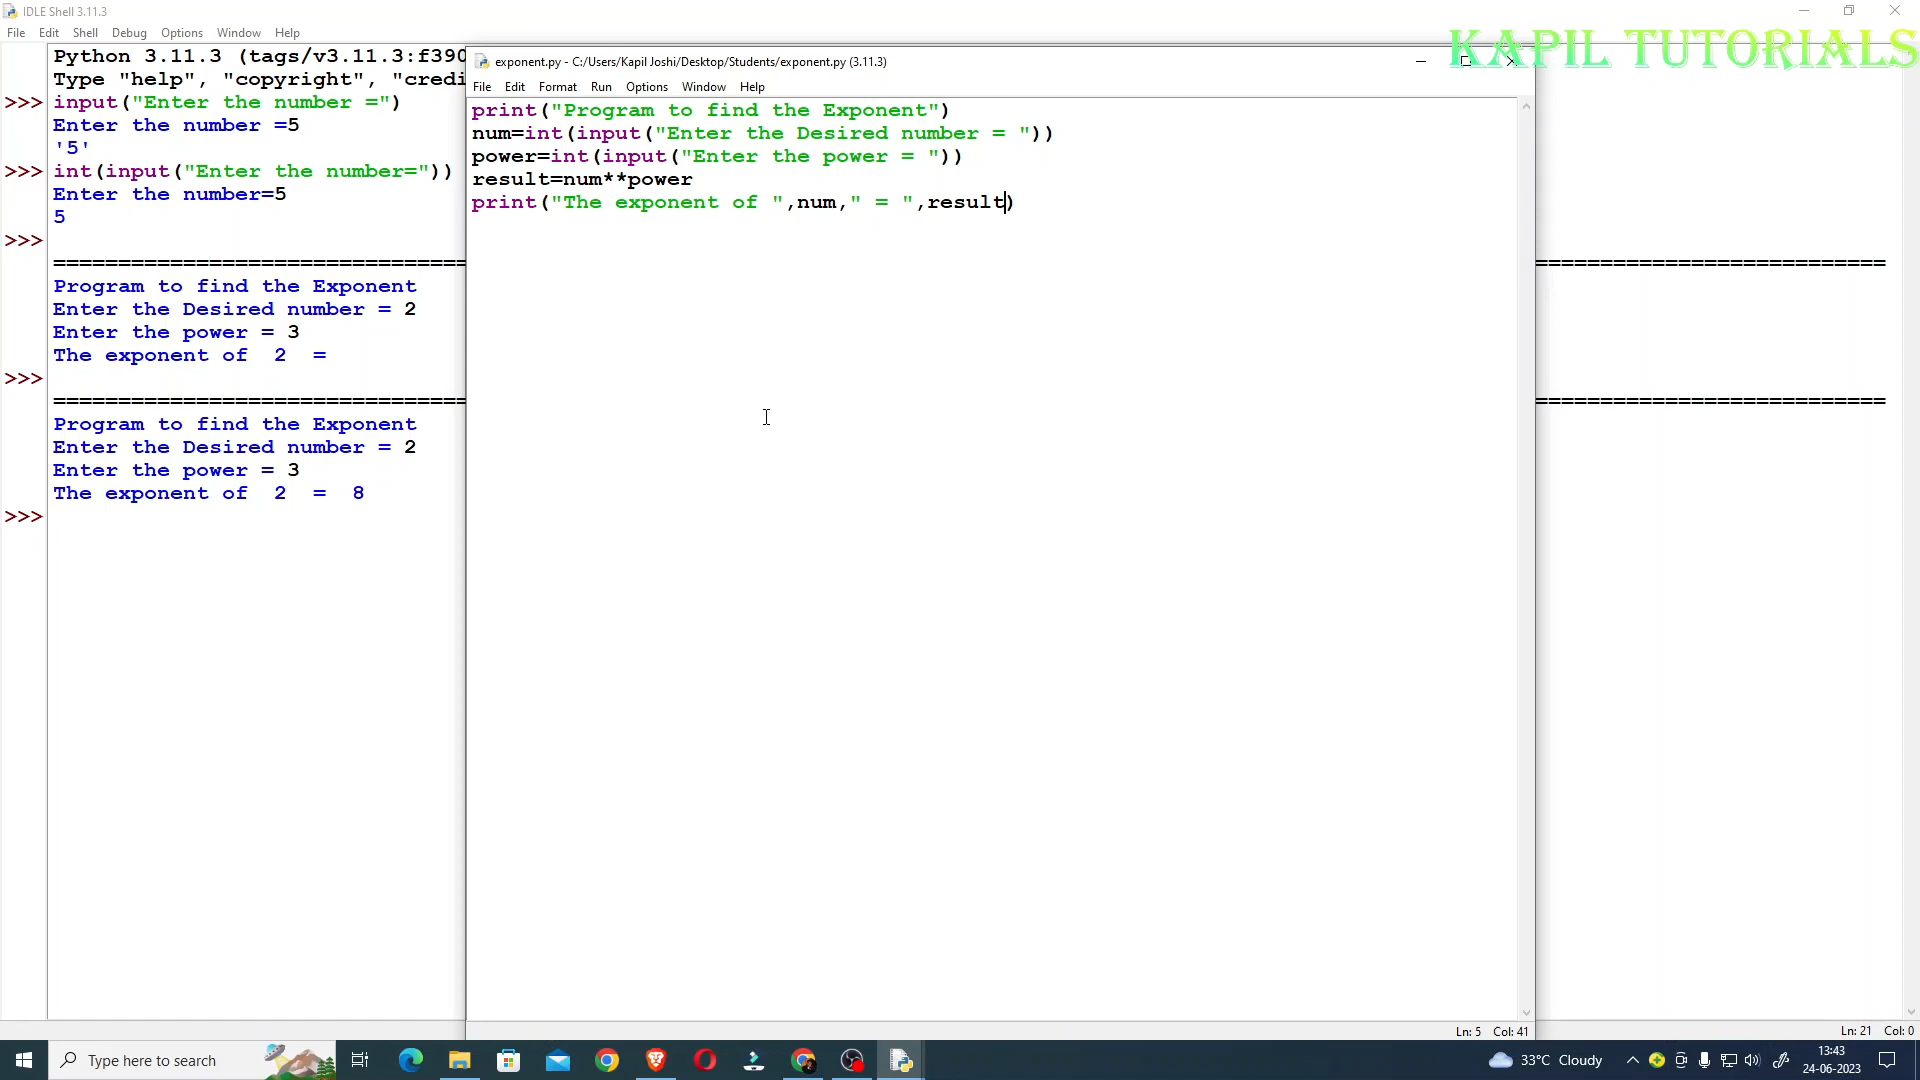 IDLE Shell 3.11.3
File Edit Shell Debug Options Window Help
Python 3.11.3 (tags/v3.11.3:f390
Type "help", "copyright", "credi
>>> input("Enter the number =")
Enter the number =5
'5'
>>> int(input("Enter the number="))
Enter the number=5
5
>>>
Program to find the Exponent
Enter the Desired number = 2
Enter the power = 3
The exponent of  2  =
>>>
Program to find the Exponent
Enter the Desired number = 2
Enter the power = 3
The exponent of  2  =  8
>>>
KAPIL TUTORIALS
exponent.py - C:/Users/Kapil Joshi/Desktop/Students/exponent.py (3.11.3)
File Edit Format Run Options Window Help
print("Program to find the Exponent")
num=int(input("Enter the Desired number = "))
power=int(input("Enter the power = "))
result=num**power
print("The exponent of ",num," = ",result)
Ln: 5 Col: 41
Ln: 21 Col: 0
Type here to search
33°C Cloudy
13:43
24-06-2023